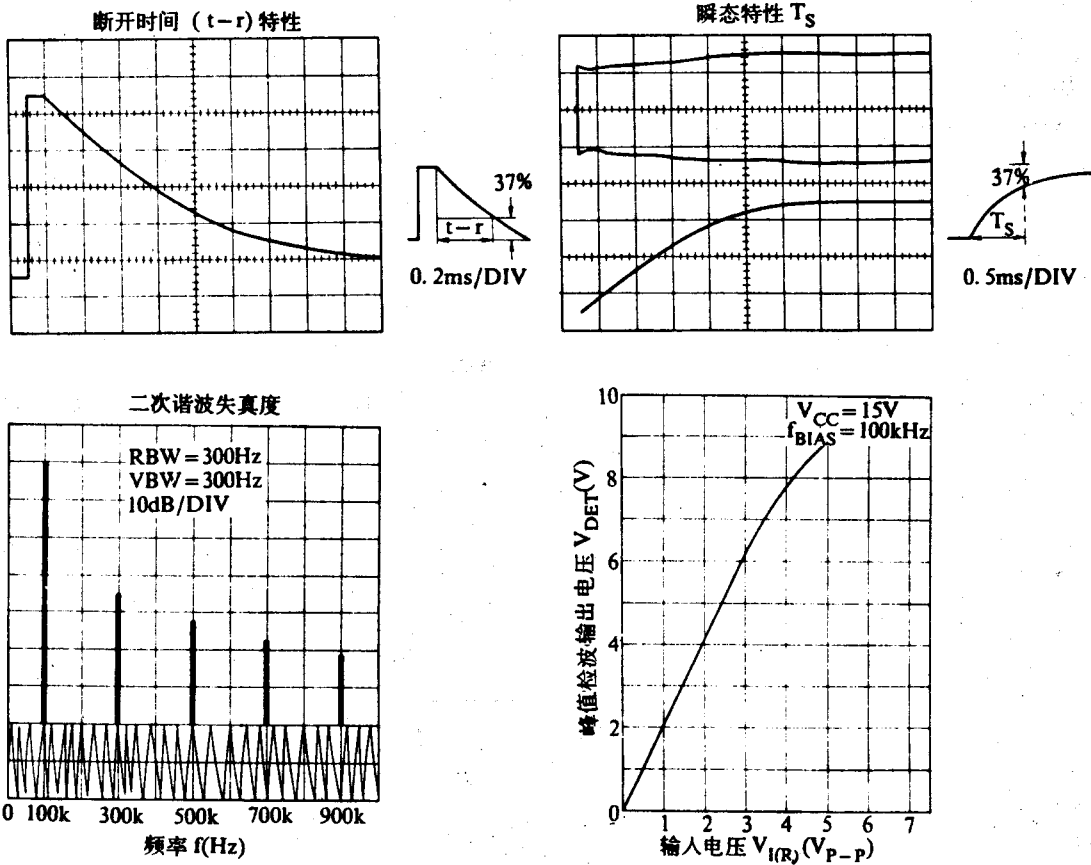 断开时间 (t-r) 特性
37%
t-r
0.2ms/DIV
瞬态特性 T_S
37%
T_S
0.5ms/DIV
二次谐波失真度
RBW=300Hz
VBW=300Hz
10dB/DIV
0 100k 300k 500k 700k 900k
频率 f(Hz)
V_CC=15V
f_BIAS=100kHz
10
8
6
4
2
0
峰值检波输出电压 V_DET(V)
1 2 3 4 5 6 7
输入电压 V_I(R)(V_P-P)